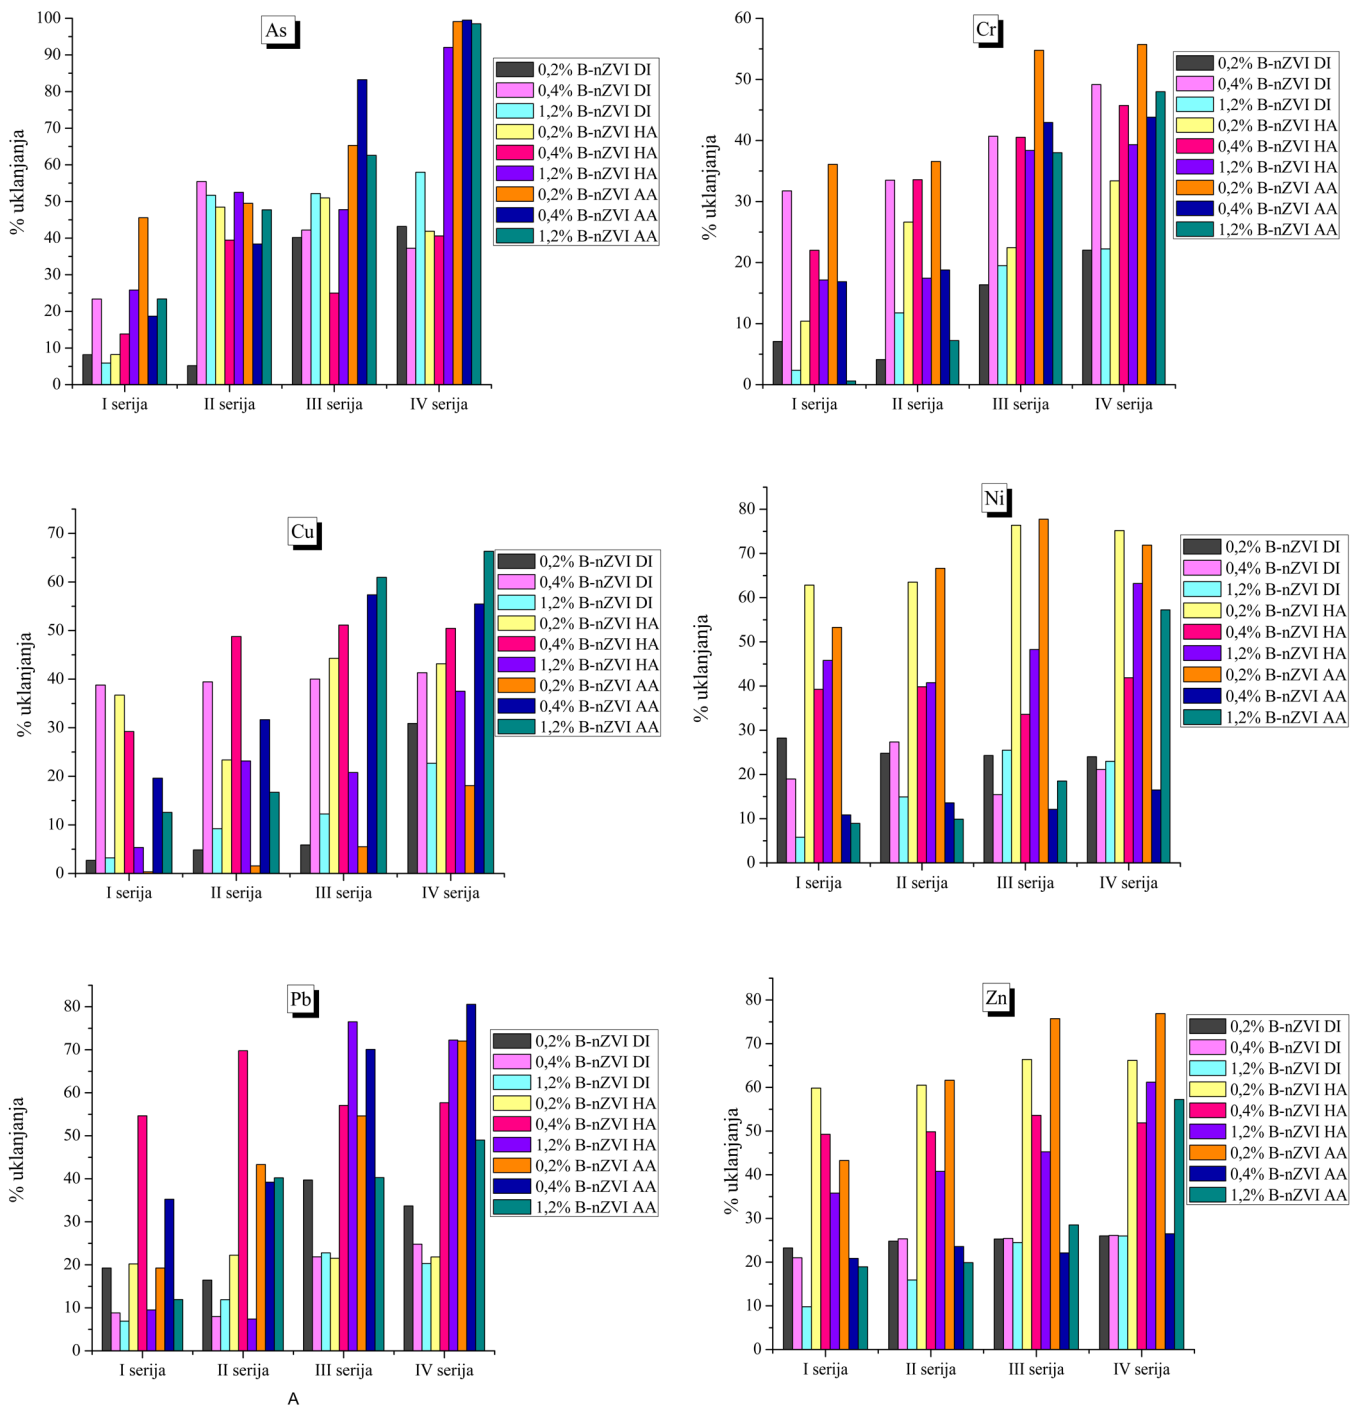 As
% uklanjanja
100
90
80
70
60
50
40
30
20
10
0
I serija II serija III serija IV serija
0,2% B-nZVI DI
0,4% B-nZVI DI
1,2% B-nZVI DI
0,2% B-nZVI HA
0,4% B-nZVI HA
1,2% B-nZVI HA
0,2% B-nZVI AA
0,4% B-nZVI AA
1,2% B-nZVI AA
Cr
% uklanjanja
60
50
40
30
20
10
0
I serija II serija III serija IV serija
0,2% B-nZVI DI
0,4% B-nZVI DI
1,2% B-nZVI DI
0,2% B-nZVI HA
0,4% B-nZVI HA
1,2% B-nZVI HA
0,2% B-nZVI AA
0,4% B-nZVI AA
1,2% B-nZVI AA
Cu
% uklanjanja
70
60
50
40
30
20
10
0
I serija II serija III serija IV serija
0,2% B-nZVI DI
0,4% B-nZVI DI
1,2% B-nZVI DI
0,2% B-nZVI HA
0,4% B-nZVI HA
1,2% B-nZVI HA
0,2% B-nZVI AA
0,4% B-nZVI AA
1,2% B-nZVI AA
Ni
% uklanjanja
80
70
60
50
40
30
20
10
0
I serija II serija III serija IV serija
0,2% B-nZVI DI
0,4% B-nZVI DI
1,2% B-nZVI DI
0,2% B-nZVI HA
0,4% B-nZVI HA
1,2% B-nZVI HA
0,2% B-nZVI AA
0,4% B-nZVI AA
1,2% B-nZVI AA
Pb
% uklanjanja
80
70
60
50
40
30
20
10
0
I serija II serija III serija IV serija
0,2% B-nZVI DI
0,4% B-nZVI DI
1,2% B-nZVI DI
0,2% B-nZVI HA
0,4% B-nZVI HA
1,2% B-nZVI HA
0,2% B-nZVI AA
0,4% B-nZVI AA
1,2% B-nZVI AA
Zn
% uklanjanja
80
70
60
50
40
30
20
10
0
I serija II serija III serija IV serija
0,2% B-nZVI DI
0,4% B-nZVI DI
1,2% B-nZVI DI
0,2% B-nZVI HA
0,4% B-nZVI HA
1,2% B-nZVI HA
0,2% B-nZVI AA
0,4% B-nZVI AA
1,2% B-nZVI AA
A